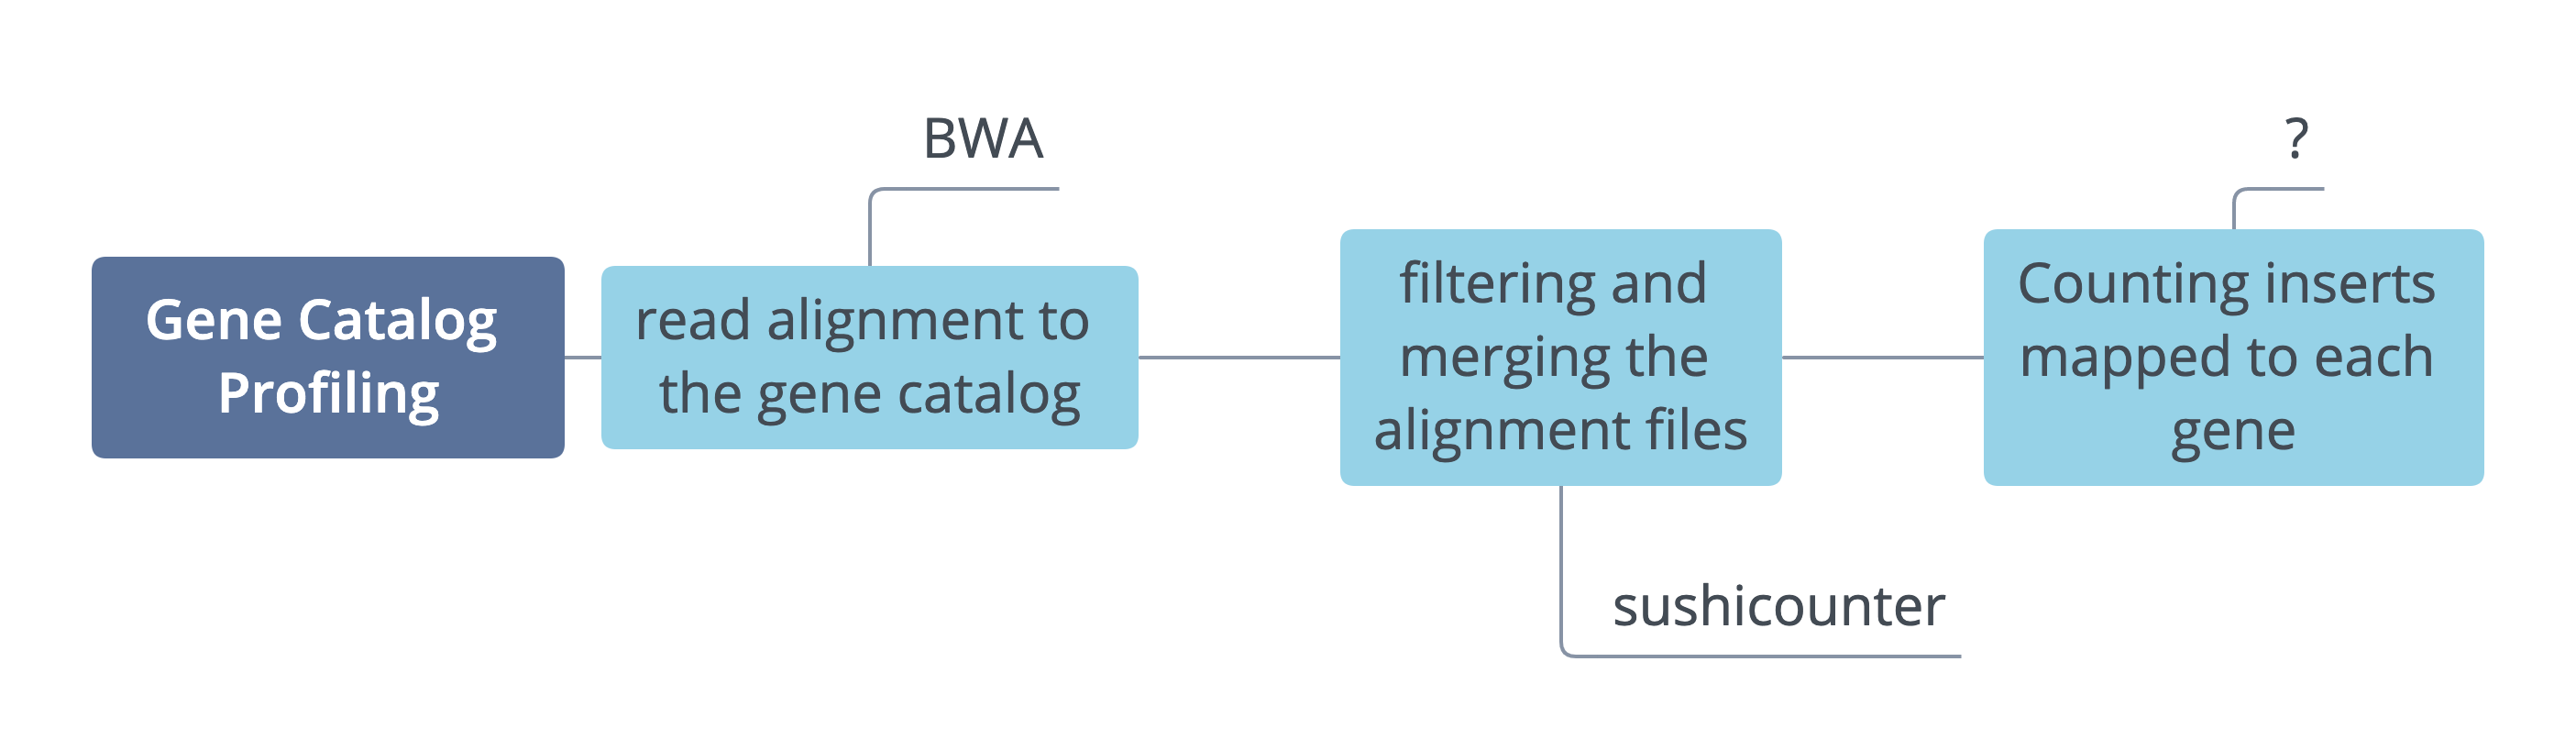 BWA
?
Gene Catalog
Profiling
read alignment to
the gene catalog
filtering and
merging the
alignment files
Counting inserts
mapped to each
gene
sushicounter